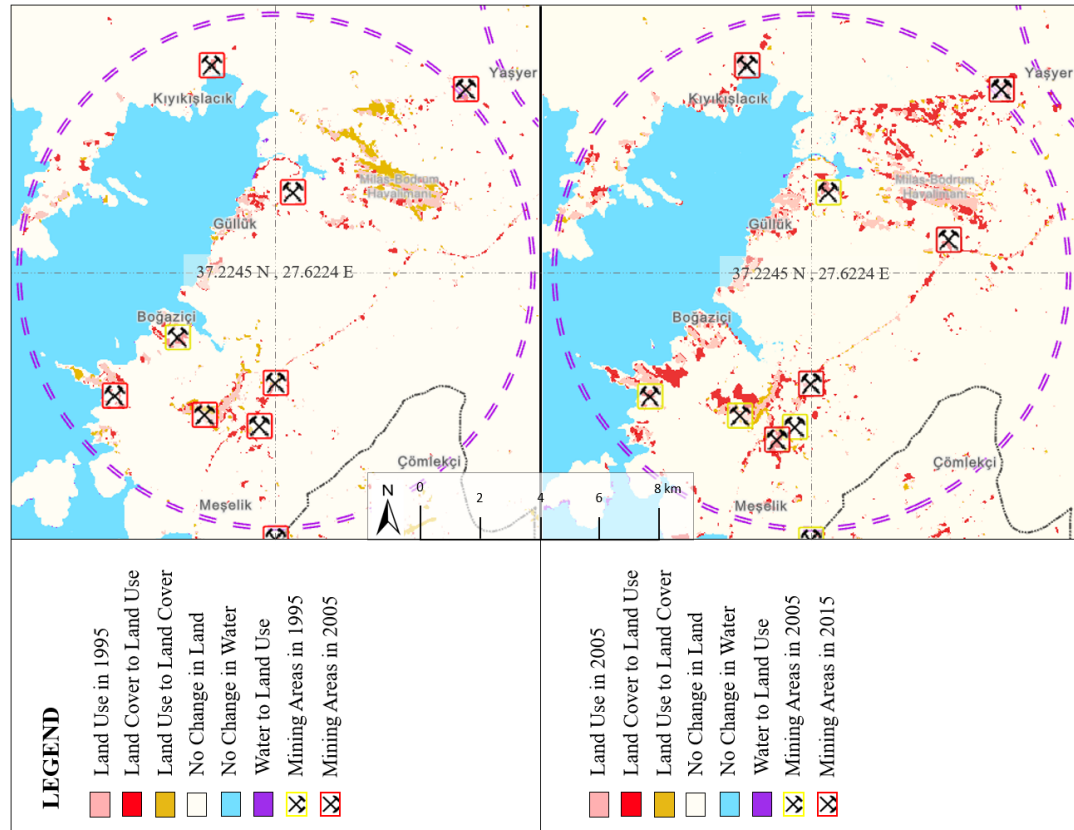 Yaşyer
Kıyıkışlacık
Milas-Bodrum
Havalimanı
Güllük
37.2245 N , 27.6224 E
Boğaziçi
Çömlekçi
Meşelik
Yaşyer
Kıyıkışlacık
Milas-Bodrum
Havalimanı
Güllük
37.2245 N , 27.6224 E
Boğaziçi
Çömlekçi
Meşelik
N
0 2 4 6 8 km
LEGEND
Land Use in 1995
Land Cover to Land Use
Land Use to Land Cover
No Change in Land
No Change in Water
Water to Land Use
Mining Areas in 1995
Mining Areas in 2005
Land Use in 2005
Land Cover to Land Use
Land Use to Land Cover
No Change in Land
No Change in Water
Water to Land Use
Mining Areas in 2005
Mining Areas in 2015